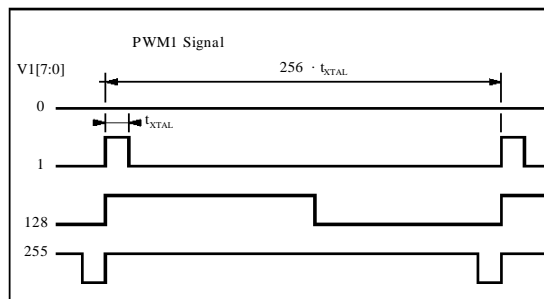 PWM1 Signal
V1[7:0]
256 · tXTAL
0
tXTAL
1
128
255